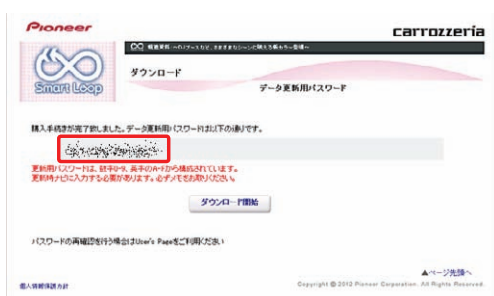 Pioneer
carrozzeria
Smart Loop
ダウンロード
データ更新用パスワード
購入手続きが完了致しました。データ更新用パスワードは以下の通りです。
更新用パスワードは、数字0-9、英字のA-Fから構成されています。
更新時ナビに入力する必要があります。必ずメモをお取りください。
ダウンロード開始
パスワードの再確認を行う場合はUser's Pageをご利用ください
▲ページ先頭へ
個人情報保護方針
Copyright © 2012 Pioneer Corporation. All Rights Reserved.